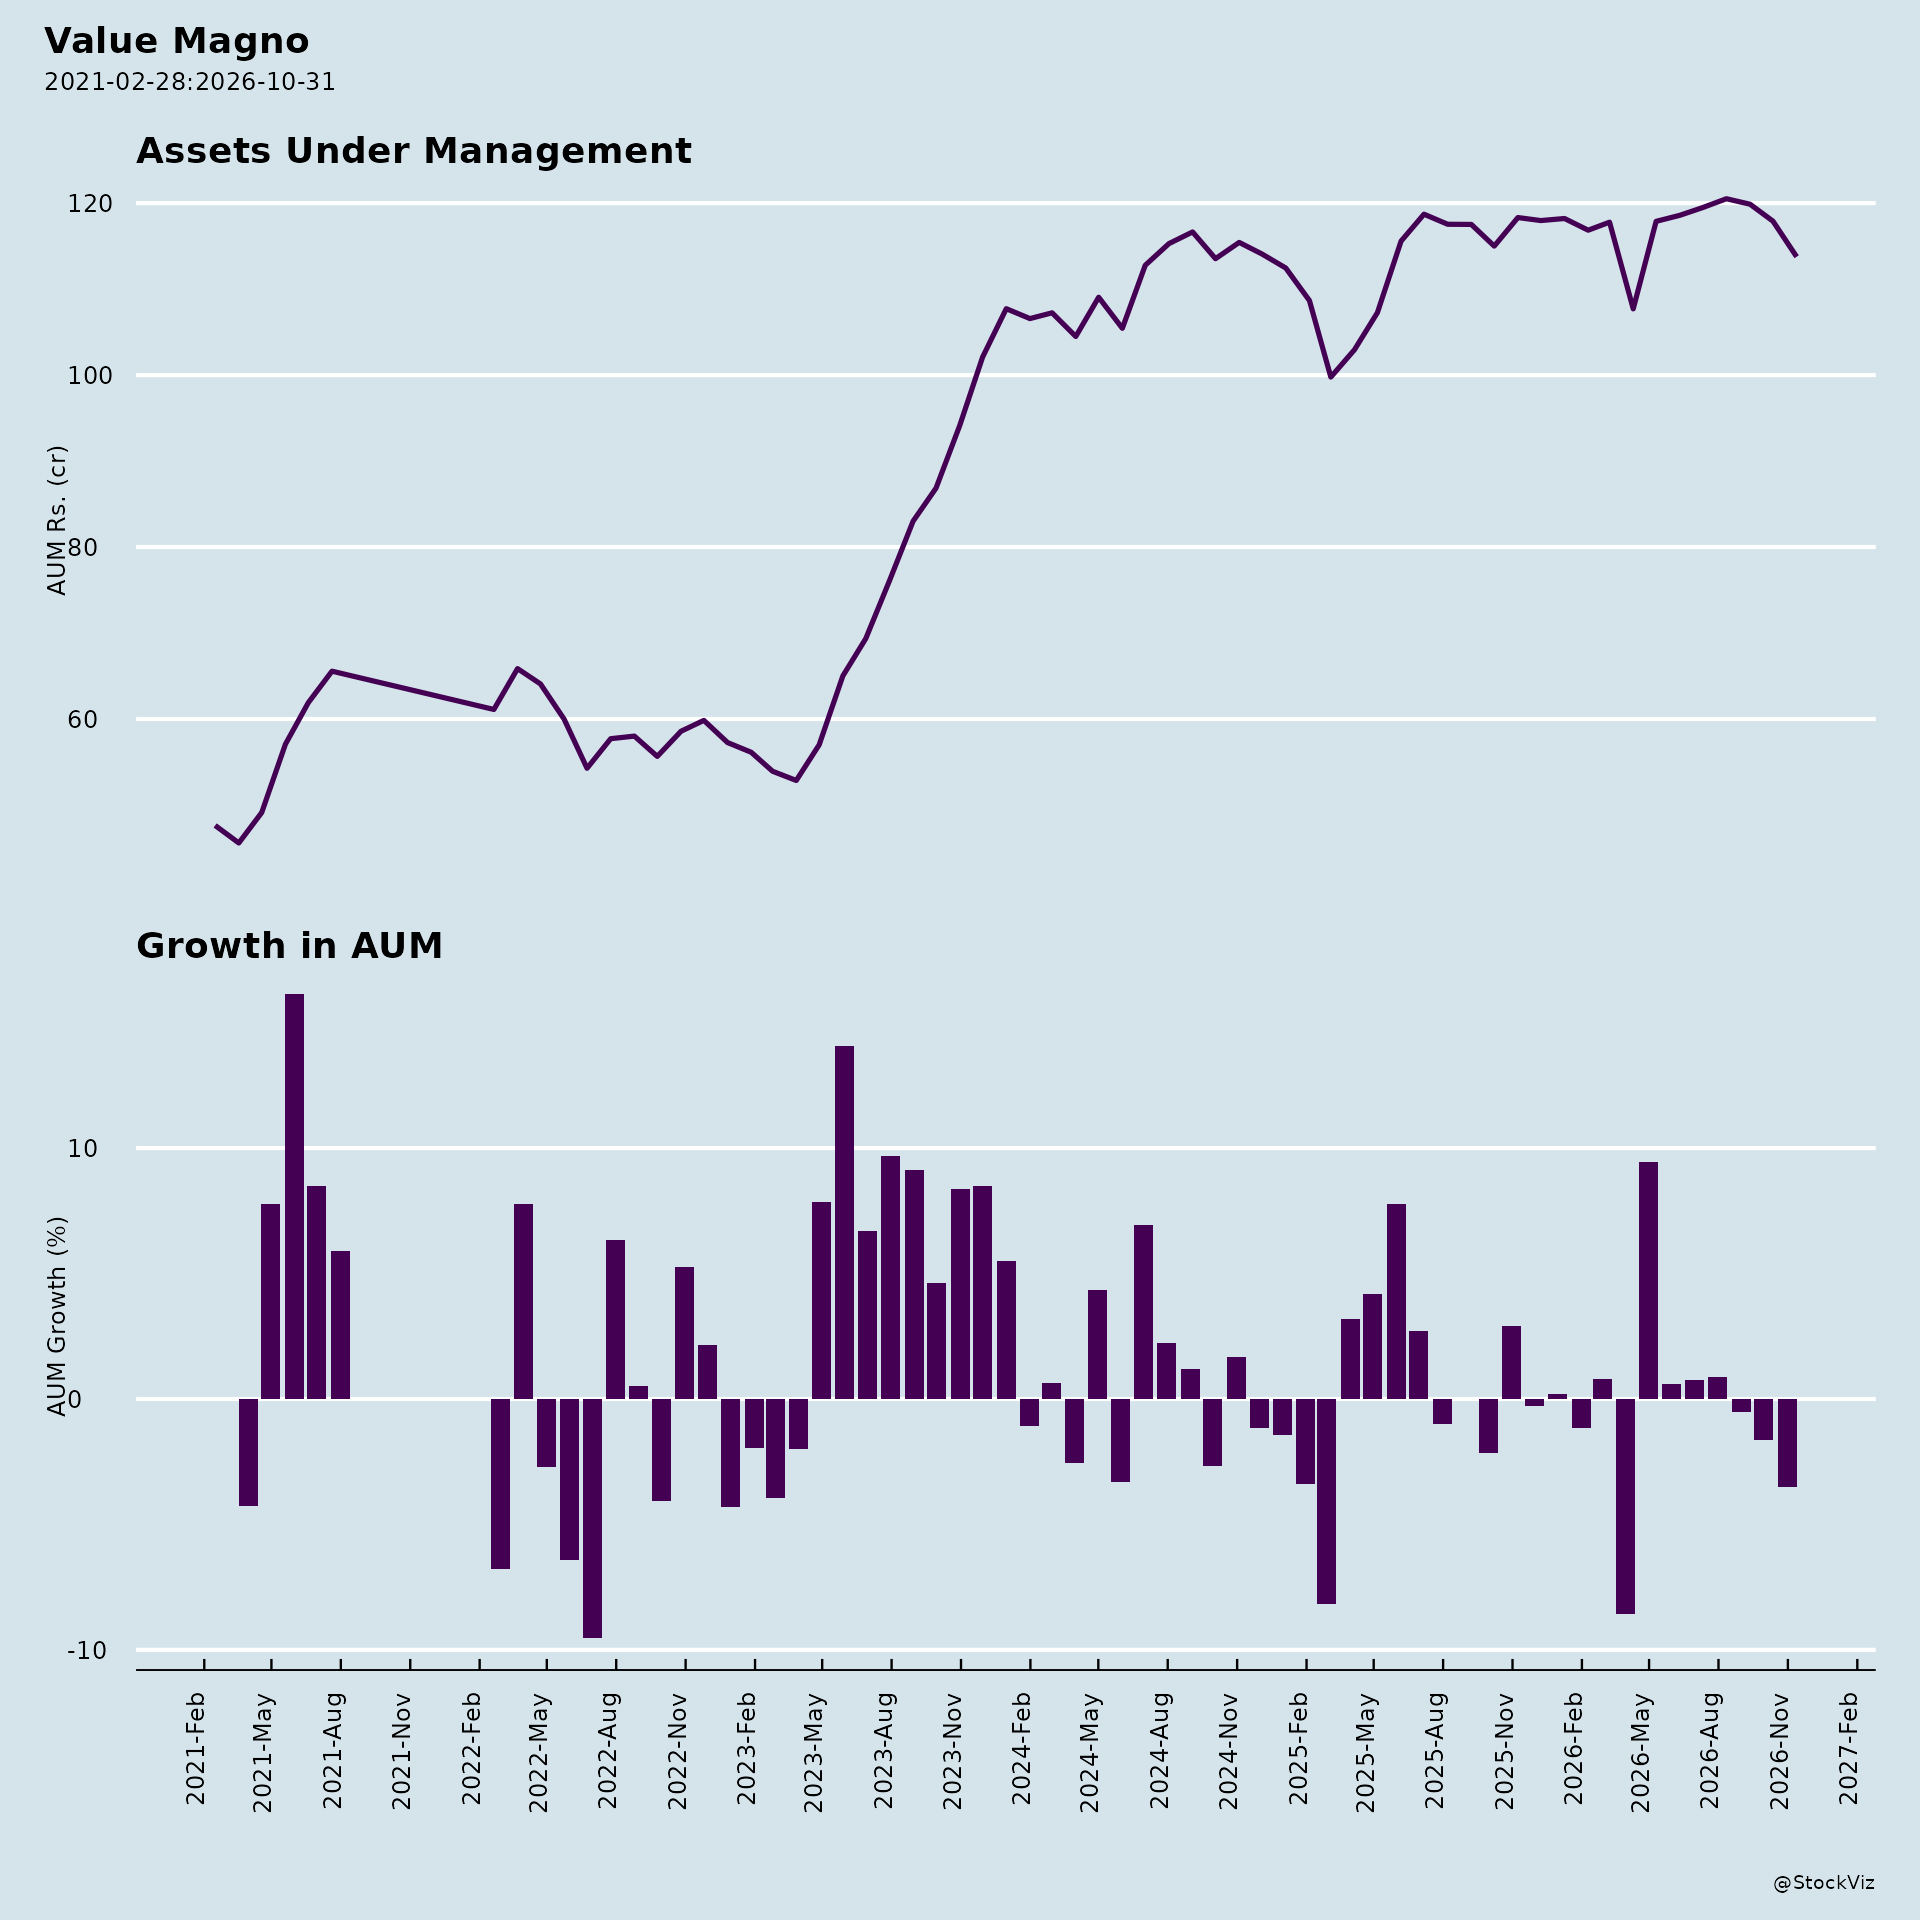 Value Magno
2021-02-28:2026-10-31
Assets Under Management
120
100
80
60
AUM Rs. (cr)
Growth in AUM
10
0
-10
AUM Growth (%)
2021-Feb
2021-May
2021-Aug
2021-Nov
2022-Feb
2022-May
2022-Aug
2022-Nov
2023-Feb
2023-May
2023-Aug
2023-Nov
2024-Feb
2024-May
2024-Aug
2024-Nov
2025-Feb
2025-May
2025-Aug
2025-Nov
2026-Feb
2026-May
2026-Aug
2026-Nov
2027-Feb
@StockViz